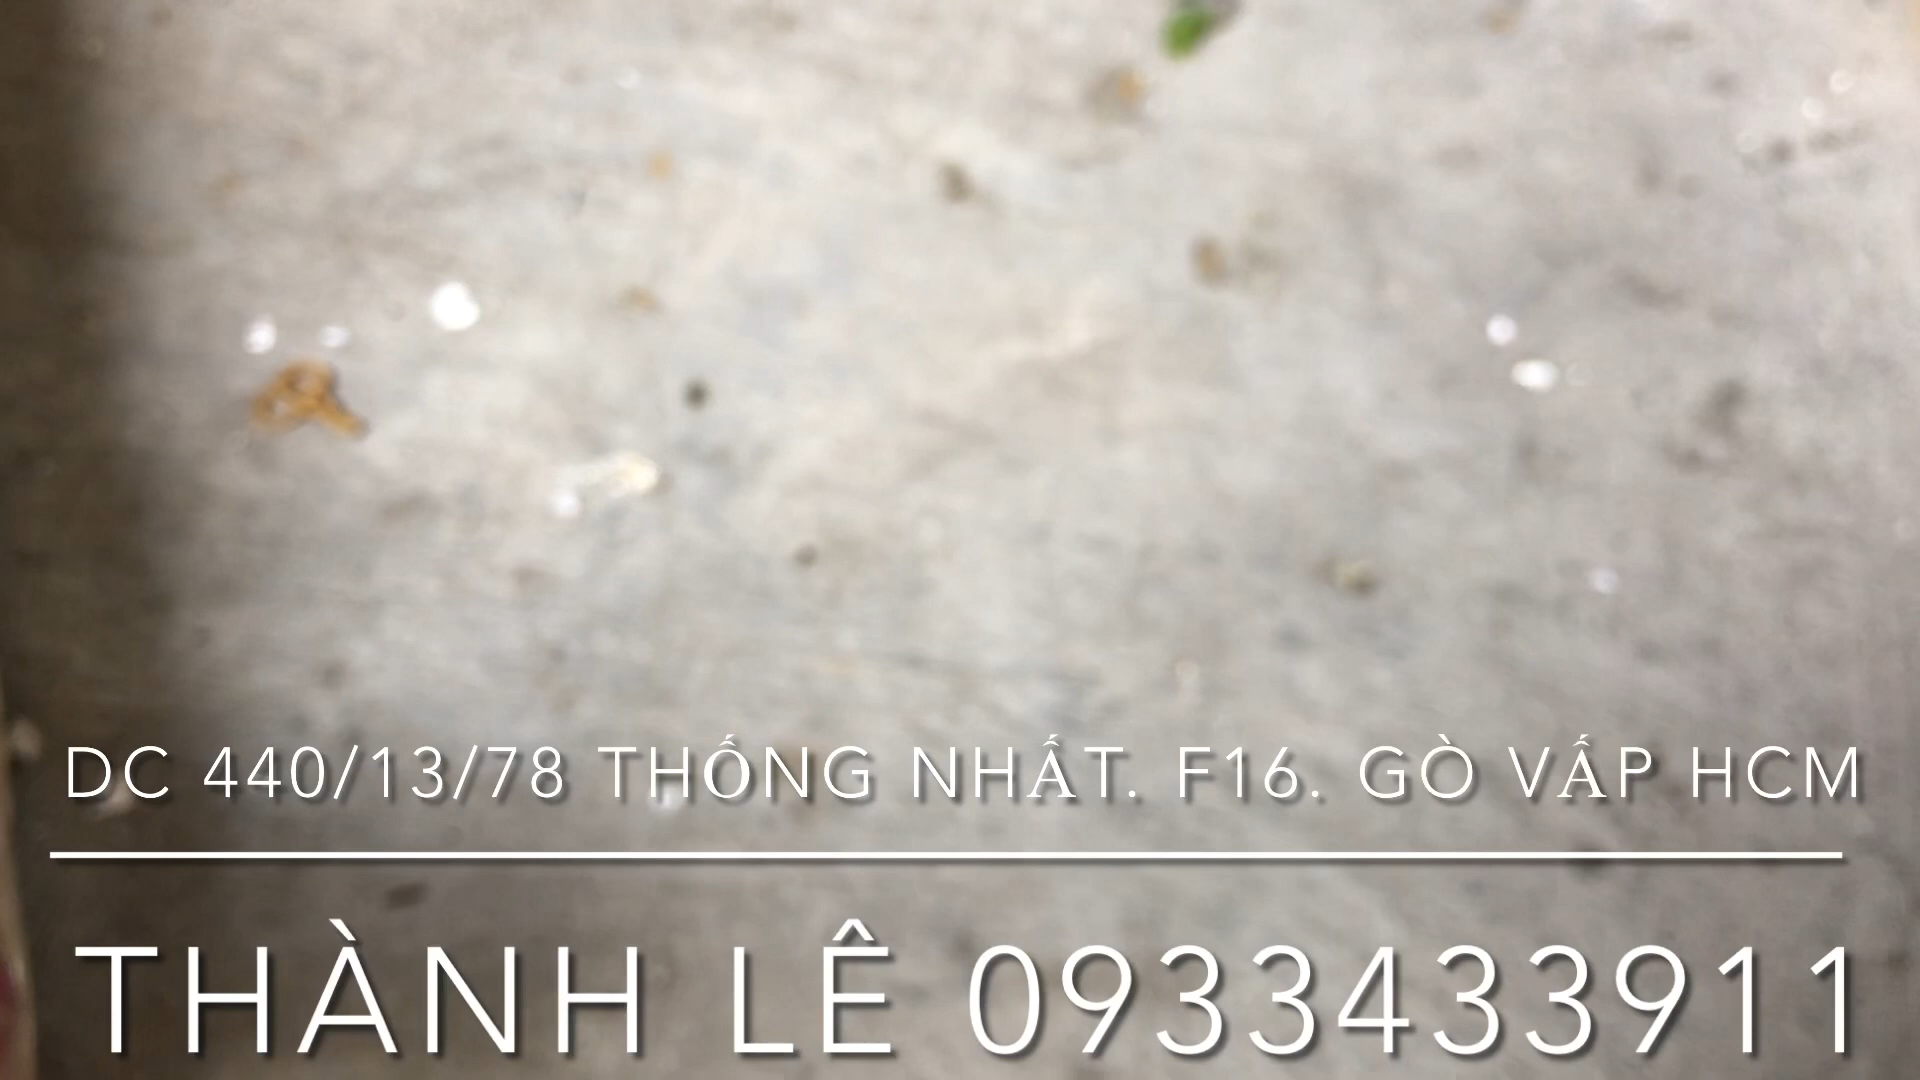 DC 440/13/78 THỐNG NHẤT. F16. GÒ VẤP HCM
THÀNH LÊ 0933433911